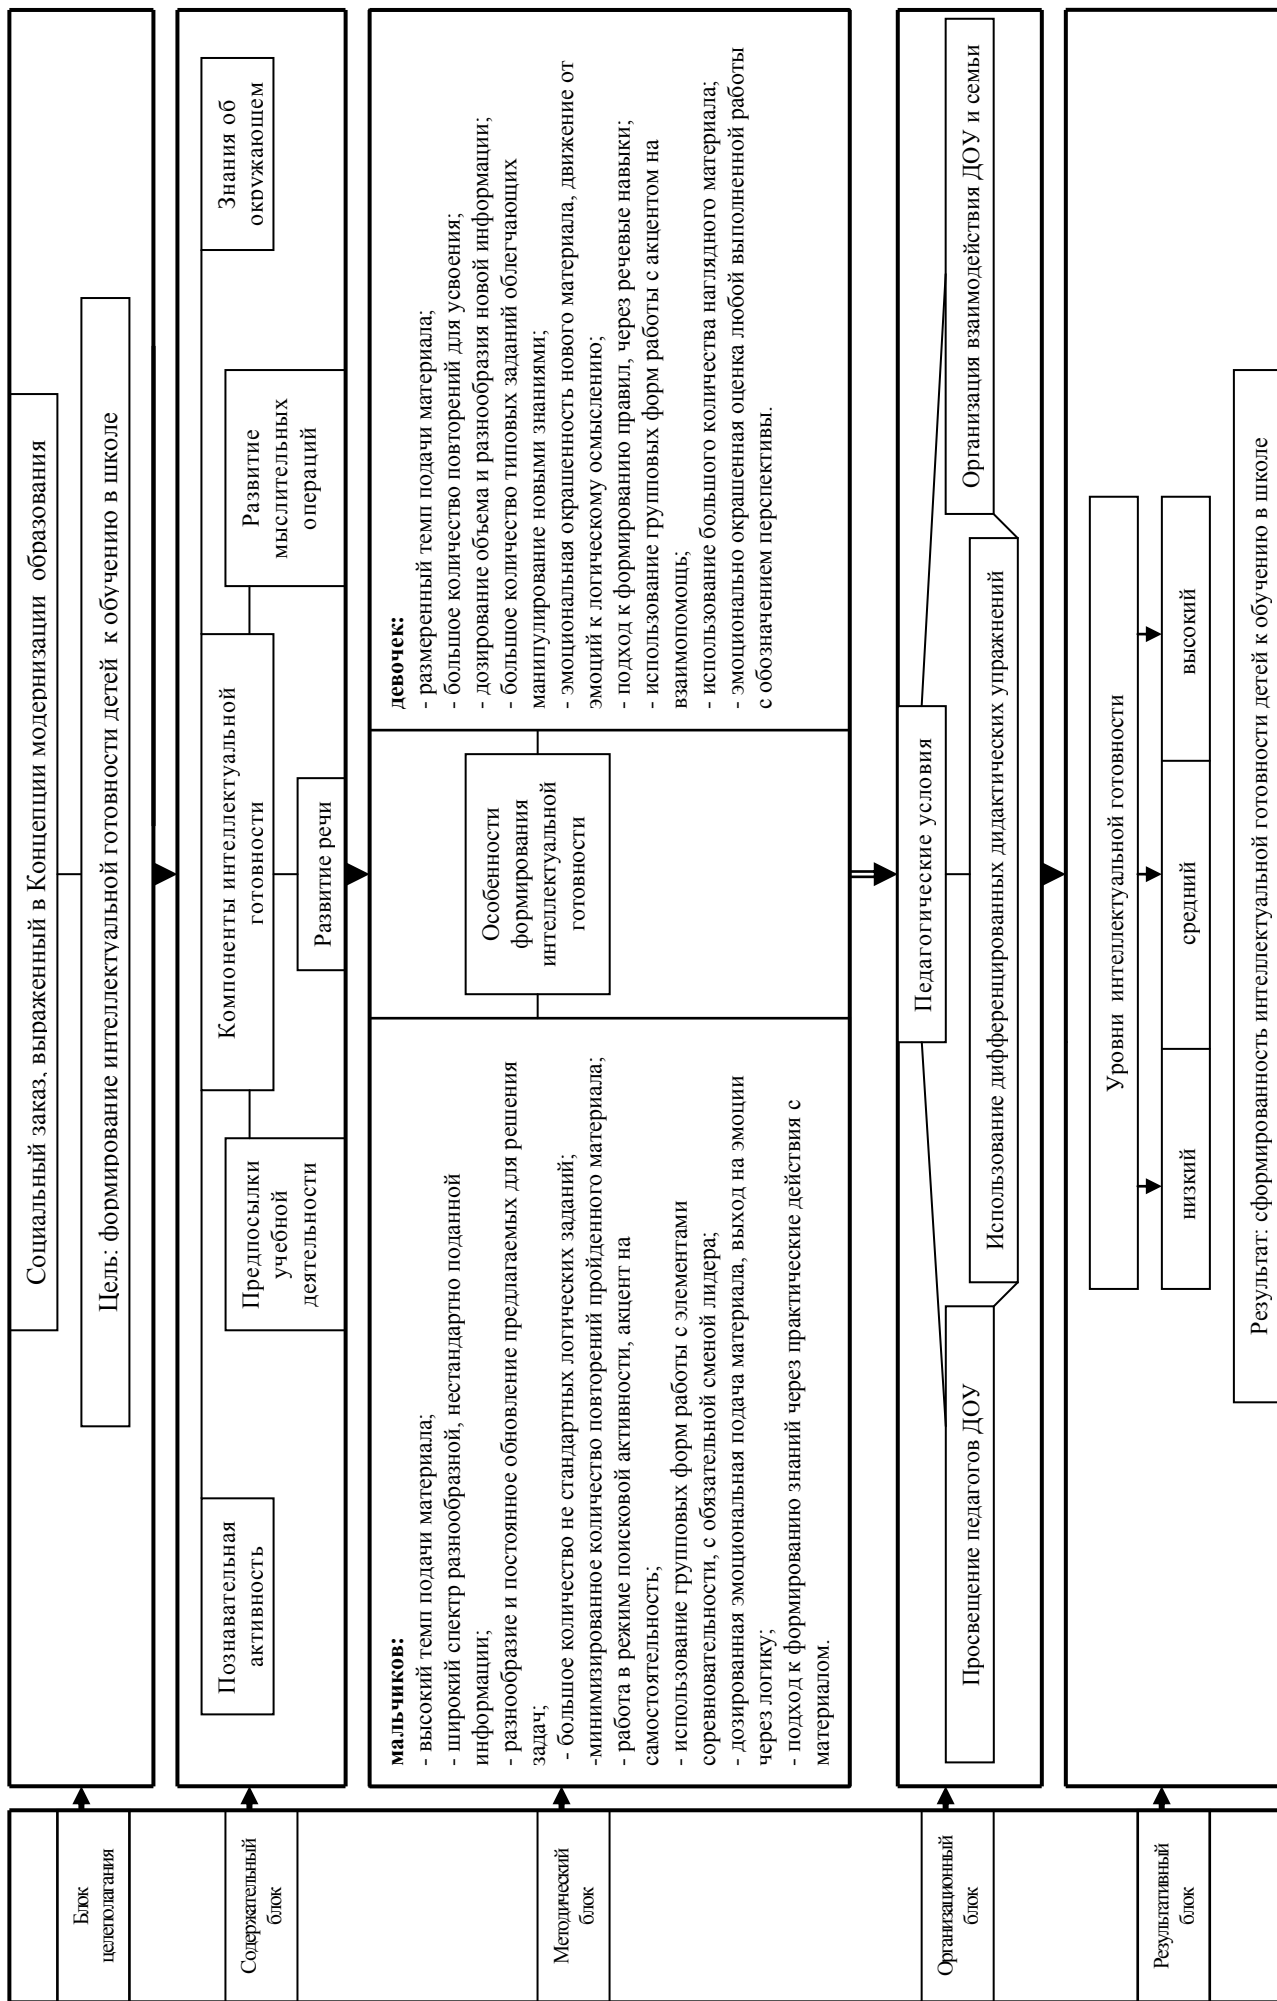 Блок
целеполагания
Социальный заказ, выраженный в Концепции модернизации образования
Цель: формирование интеллектуальной готовности детей к обучению в школе
Содержательный
блок
Познавательная
активность
Предпосылки
учебной
деятельности
Компоненты интеллектуальной
готовности
Развитие речи
Развитие
мыслительных
операций
Знания об
окружающем
Методический
блок
мальчиков:
- высокий темп подачи материала;
- широкий спектр разнообразной, нестандартно поданной
информации;
- разнообразие и постоянное обновление предлагаемых для решения
задач;
- большое количество не стандартных логических заданий;
-минимизированное количество повторений пройденного материала;
- работа в режиме поисковой активности, акцент на
самостоятельность;
- использование групповых форм работы с элементами
соревновательности, с обязательной сменой лидера;
- дозированная эмоциональная подача материала, выход на эмоции
через логику;
- подход к формированию знаний через практические действия с
материалом.
Особенности
формирования
интеллектуальной
готовности
девочек:
- размеренный темп подачи материала;
- большое количество повторений для усвоения;
- дозирование объема и разнообразия новой информации;
- большое количество типовых заданий облегчающих
манипулирование новыми знаниями;
- эмоциональная окрашенность нового материала, движение от
эмоций к логическому осмыслению;
- подход к формированию правил, через речевые навыки;
- использование групповых форм работы с акцентом на
взаимопомощь;
- использование большого количества наглядного материала;
- эмоционально окрашенная оценка любой выполненной работы
с обозначением перспективы.
Организационный
блок
Педагогические условия
Просвещение педагогов ДОУ
Использование дифференцированных дидактических упражнений
Организация взаимодействия ДОУ и семьи
Результативный
блок
Уровни интеллектуальной готовности
низкий
средний
высокий
Результат: сформированность интеллектуальной готовности детей к обучению в школе